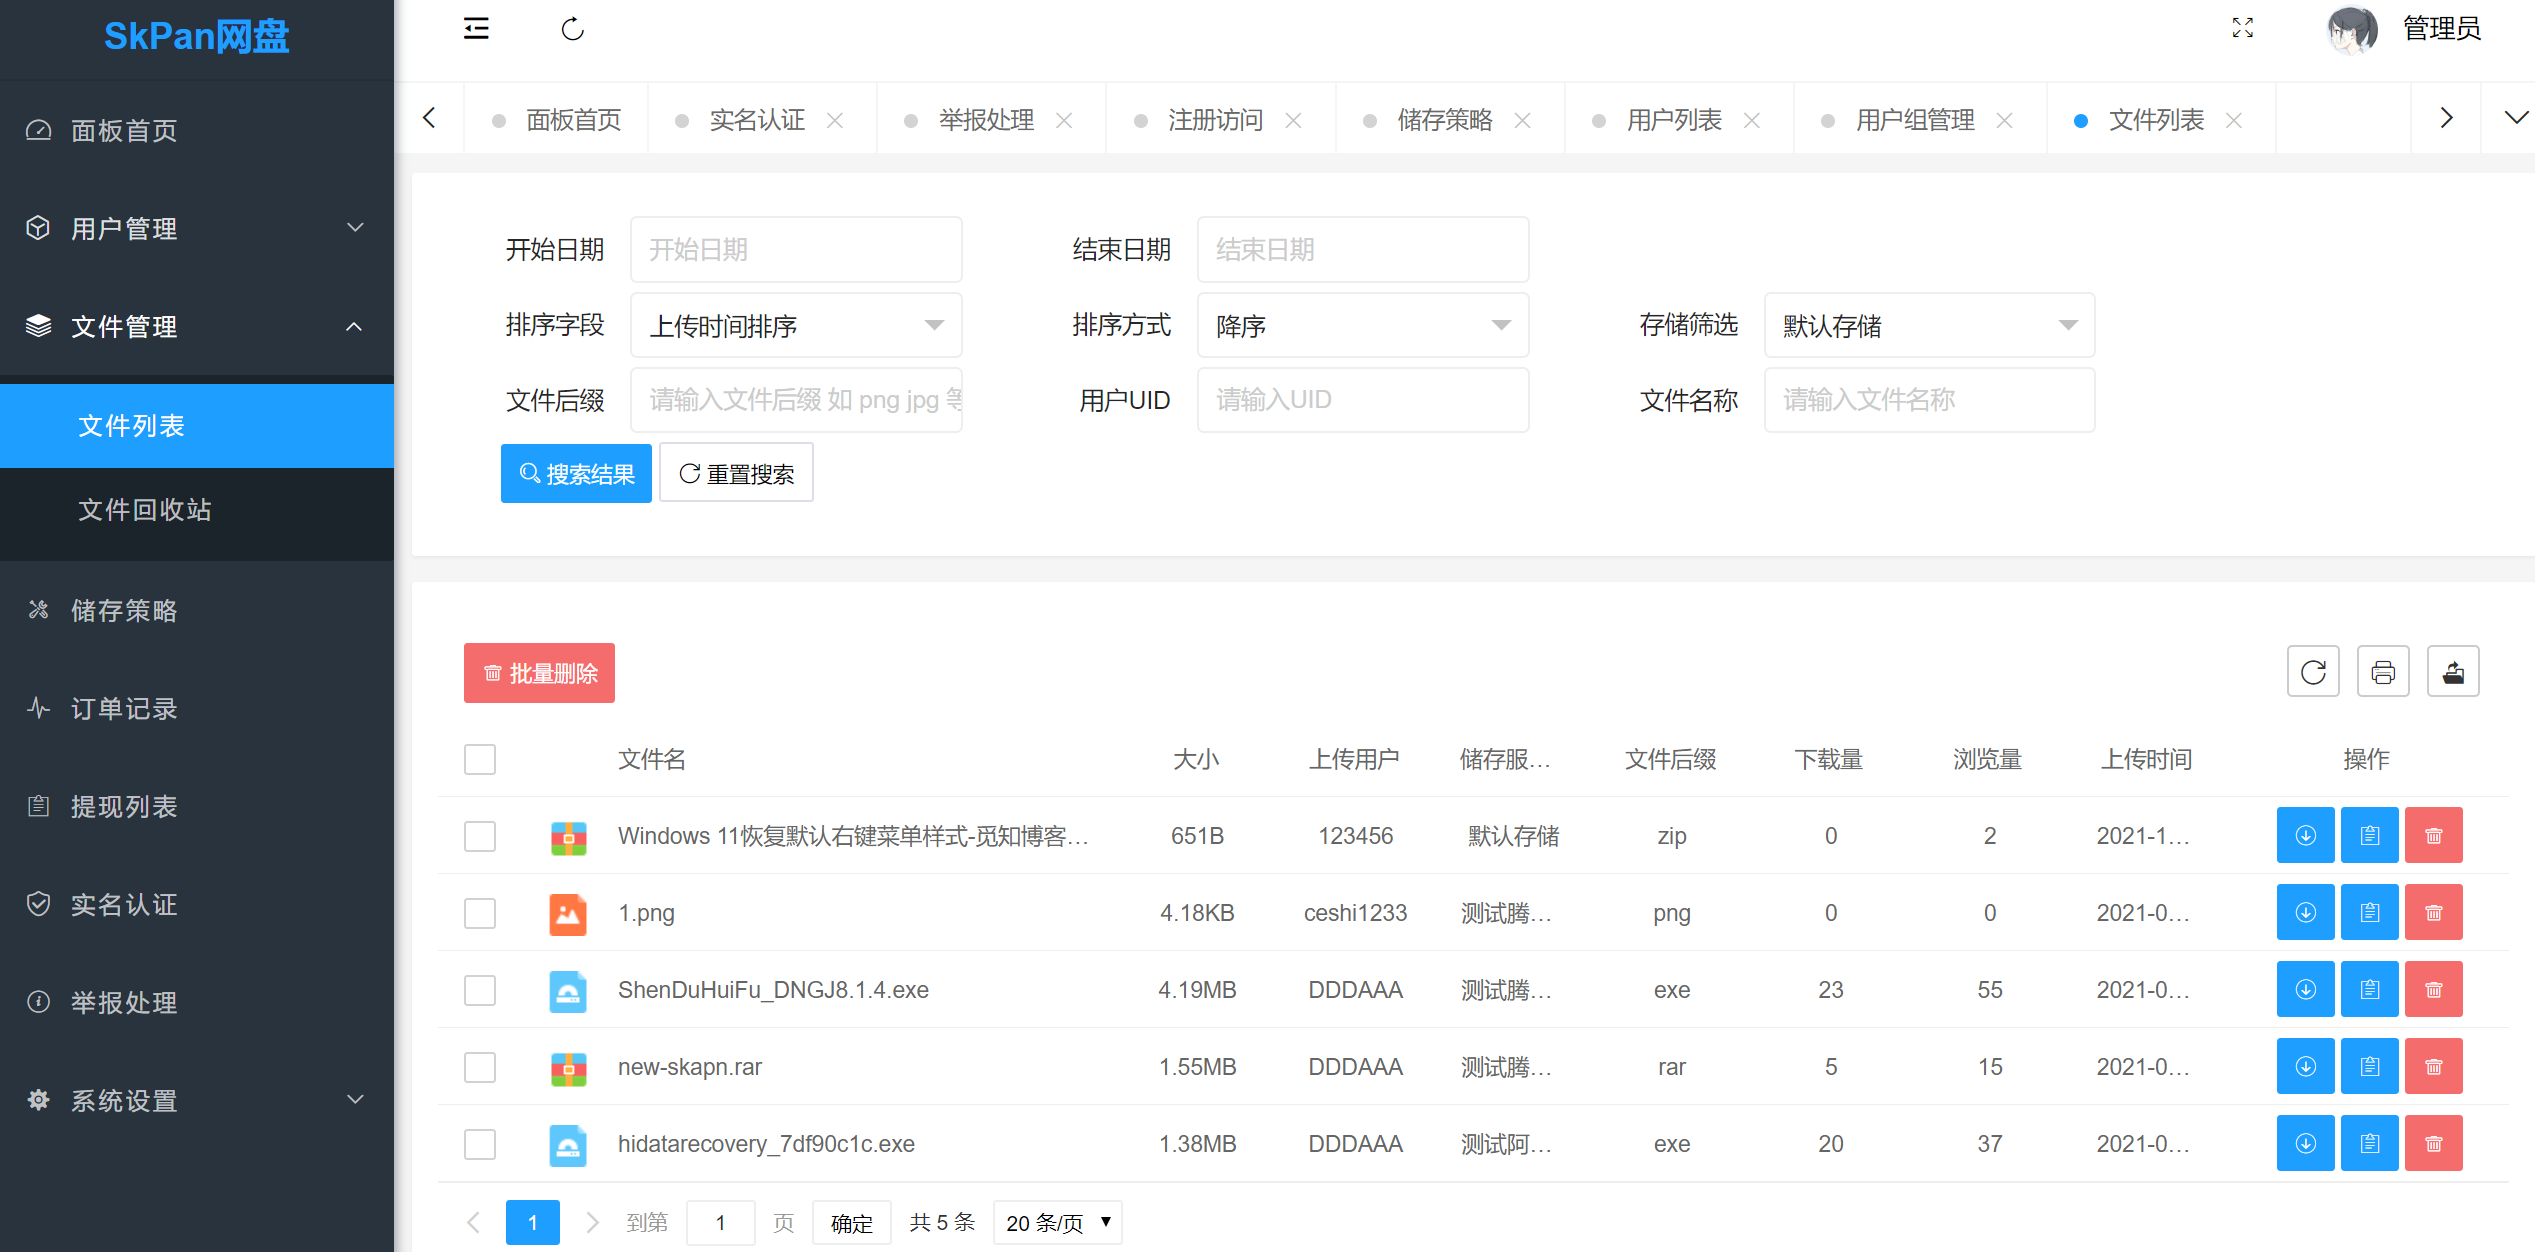 SkPan网盘
管理员
面板首页
用户管理
文件管理
文件列表
文件回收站
储存策略
订单记录
提现列表
实名认证
举报处理
系统设置
面板首页 实名认证 举报处理 注册访问 储存策略 用户列表 用户组管理 文件列表
开始日期 开始日期 结束日期 结束日期
排序字段 上传时间排序 排序方式 降序 存储筛选 默认存储
文件后缀 请输入文件后缀 如 png jpg 等 用户UID 请输入UID 文件名称 请输入文件名称
搜索结果 重置搜索
批量删除
文件名 大小 上传用户 储存服... 文件后缀 下载量 浏览量 上传时间 操作
Windows 11恢复默认右键菜单样式-觅知博客... 651B 123456 默认存储 zip 0 2 2021-1...
1.png 4.18KB ceshi1233 测试腾... png 0 0 2021-0...
ShenDuHuiFu_DNGJ8.1.4.exe 4.19MB DDDAAA 测试腾... exe 23 55 2021-0...
new-skapn.rar 1.55MB DDDAAA 测试腾... rar 5 15 2021-0...
hidatarecovery_7df90c1c.exe 1.38MB DDDAAA 测试阿... exe 20 37 2021-0...
1 到第 1 页 确定 共 5 条 20 条/页